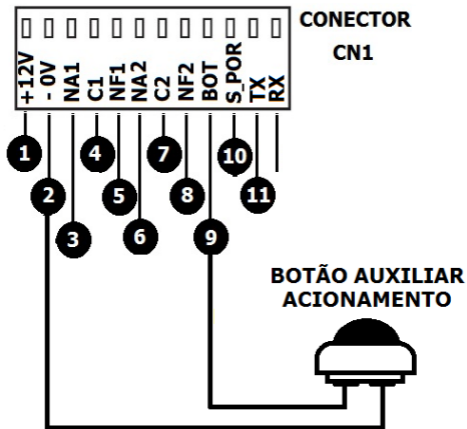 CONECTOR
CN1
+12V
- 0V
NA1
C1
NF1
NA2
C2
NF2
BOT
S_POR
TX
RX
1
2
3
4
5
6
7
8
9
10
11
BOTÃO AUXILIAR
ACIONAMENTO